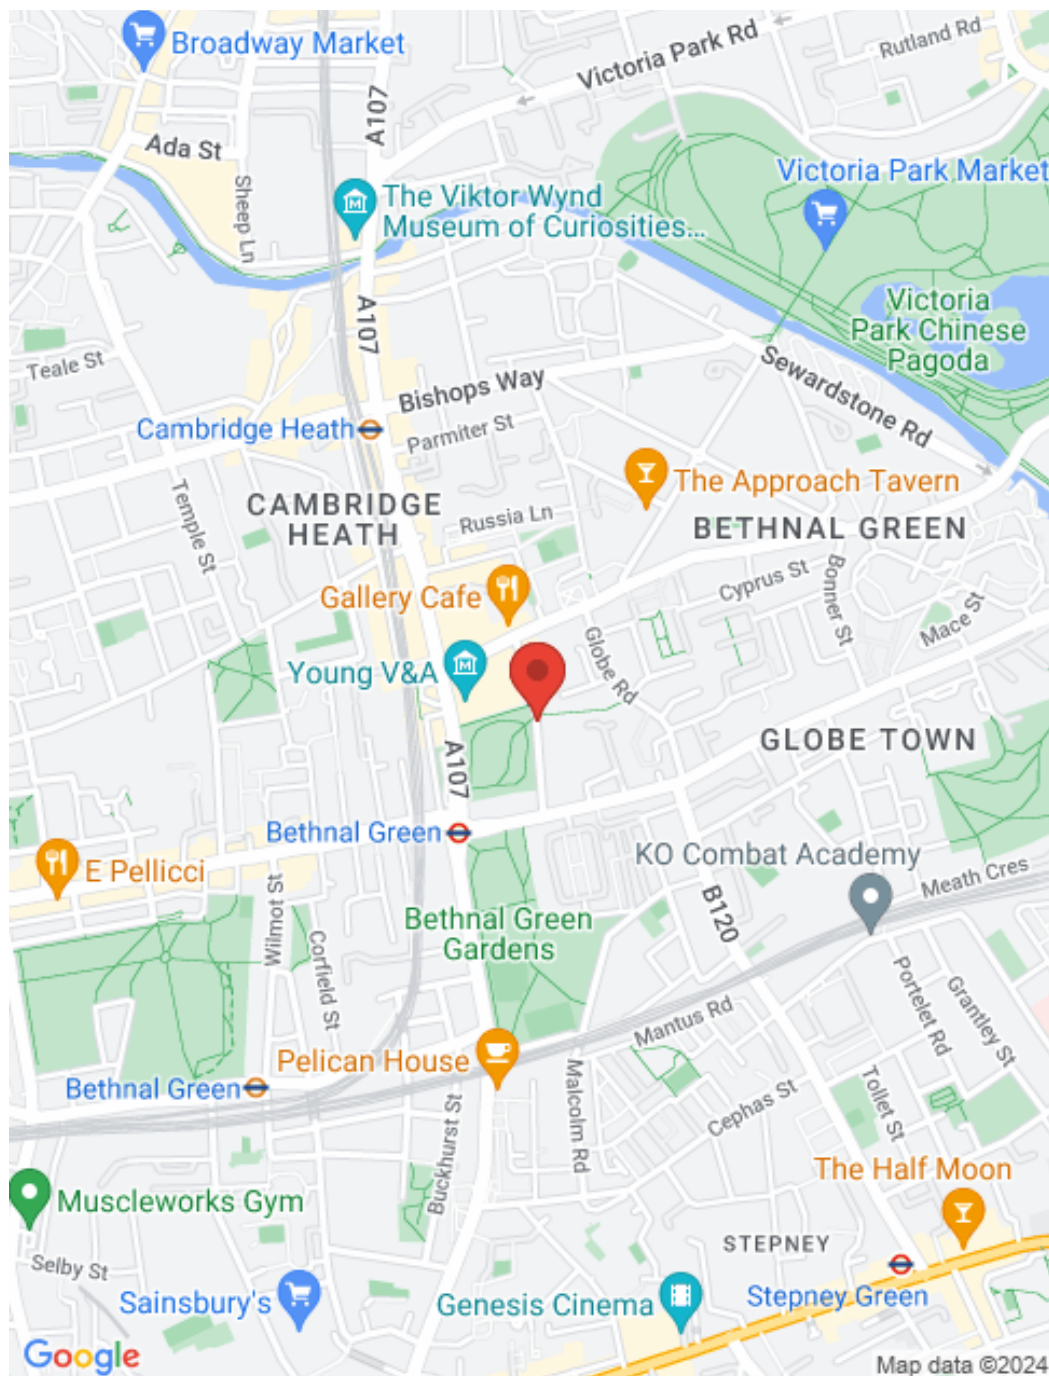 Broadway Market
Victoria Park Rd
Rutland Rd
A107
Ada St
Sheep Ln
Victoria Park Market
The Viktor Wynd
Museum of Curiosities...
A107
Victoria
Park Chinese
Pagoda
Teale St
Bishops Way
Sewardstone Rd
Cambridge Heath
Parmiter St
The Approach Tavern
Temple St
CAMBRIDGE
HEATH
Russia Ln
BETHNAL GREEN
Gallery Cafe
Cyprus St
Bonner St
Mace St
Globe Rd
Young V&A
M
M
A107
GLOBE TOWN
Bethnal Green
KO Combat Academy
E Pellicci
Meath Cres
Wilmot St
Corfield St
Bethnal Green
Gardens
B120
Portelet Rd
Grantley St
Mantus Rd
Pelican House
Malcolm Rd
Bethnal Green
Buckhurst St
Cephas St
Tollet St
The Half Moon
Muscleworks Gym
STEPNEY
Selby St
Sainsbury's
Genesis Cinema
Stepney Green
Google
Map data ©2024